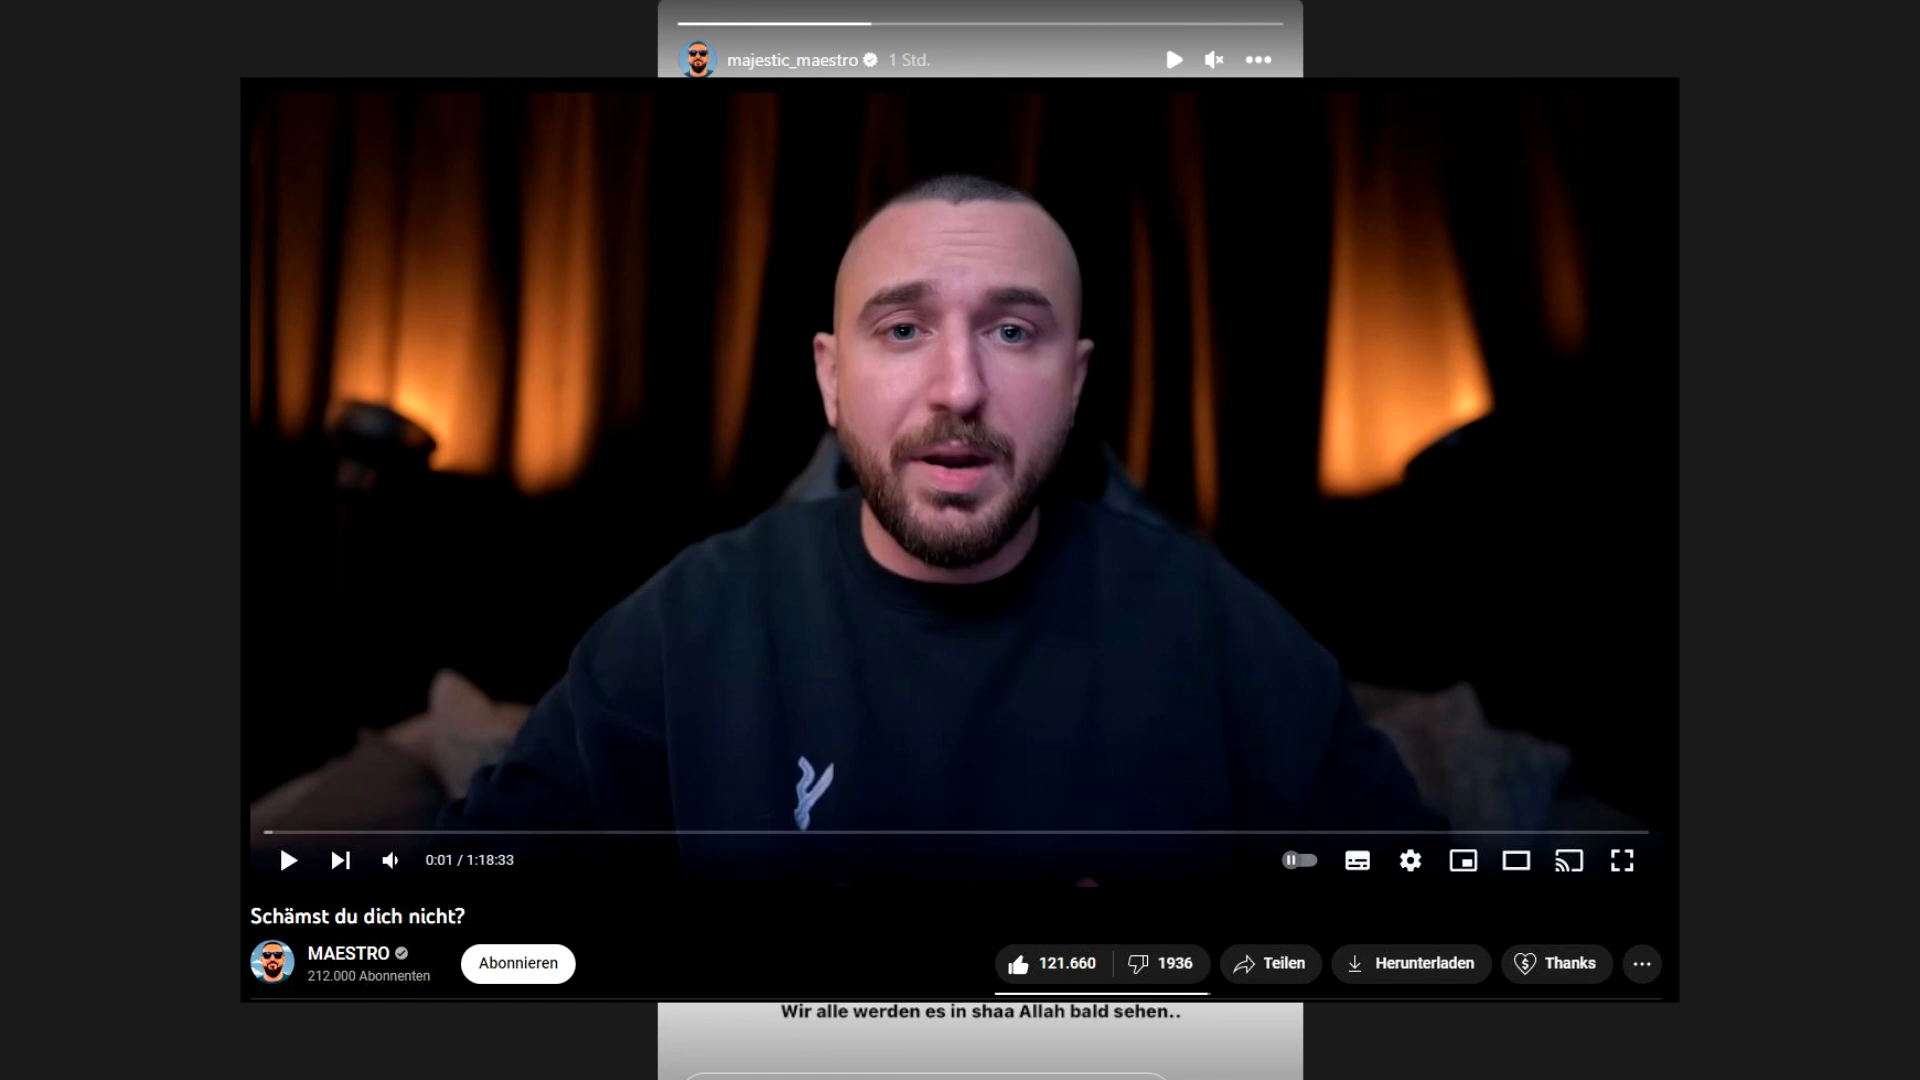 majestic_maestro 1 Std.
0:01 / 1:18:33
Schämst du dich nicht?
MAESTRO
212.000 Abonnenten
Abonnieren
121.660
1936
Teilen
Herunterladen
Thanks
Wir alle werden es in shaa Allah bald sehen..